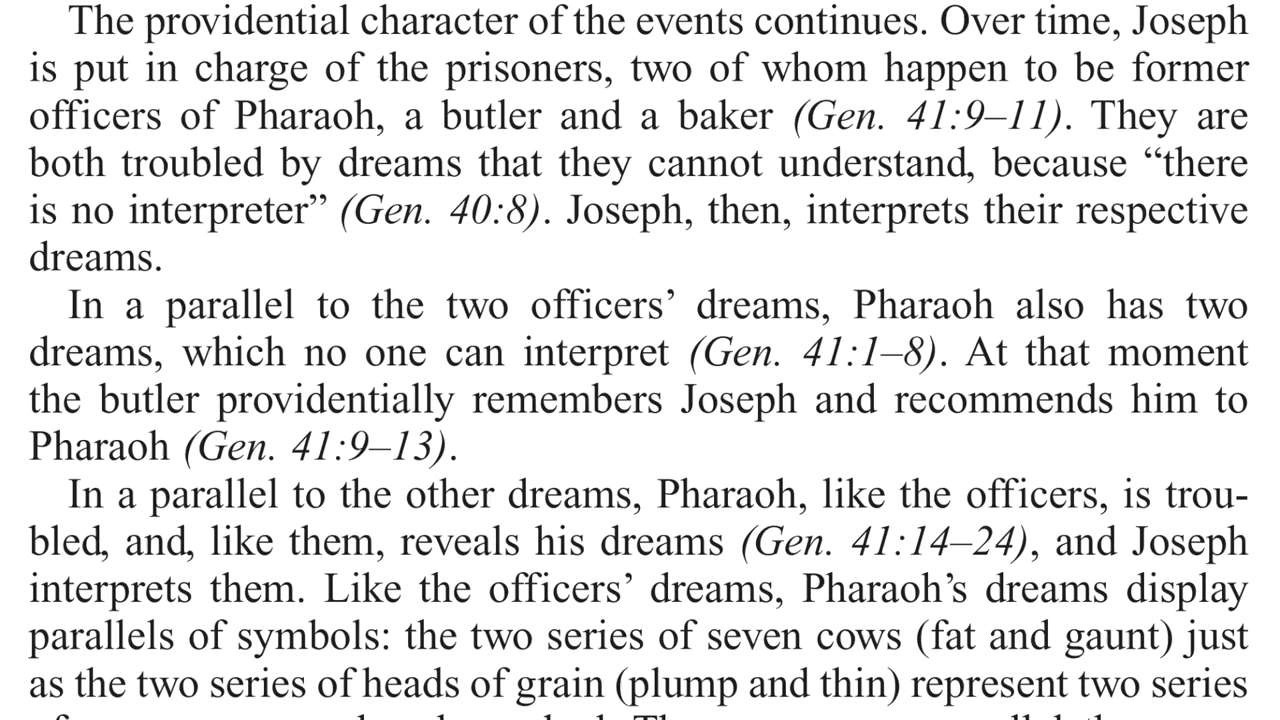 The providential character of the events continues. Over time, Joseph
is put in charge of the prisoners, two of whom happen to be former
officers of Pharaoh, a butler and a baker (Gen. 41:9–11). They are
both troubled by dreams that they cannot understand, because “there
is no interpreter” (Gen. 40:8). Joseph, then, interprets their respective
dreams.
In a parallel to the two officers’ dreams, Pharaoh also has two
dreams, which no one can interpret (Gen. 41:1–8). At that moment
the butler providentially remembers Joseph and recommends him to
Pharaoh (Gen. 41:9–13).
In a parallel to the other dreams, Pharaoh, like the officers, is trou-
bled, and, like them, reveals his dreams (Gen. 41:14–24), and Joseph
interprets them. Like the officers’ dreams, Pharaoh’s dreams display
parallels of symbols: the two series of seven cows (fat and gaunt) just
as the two series of heads of grain (plump and thin) represent two series